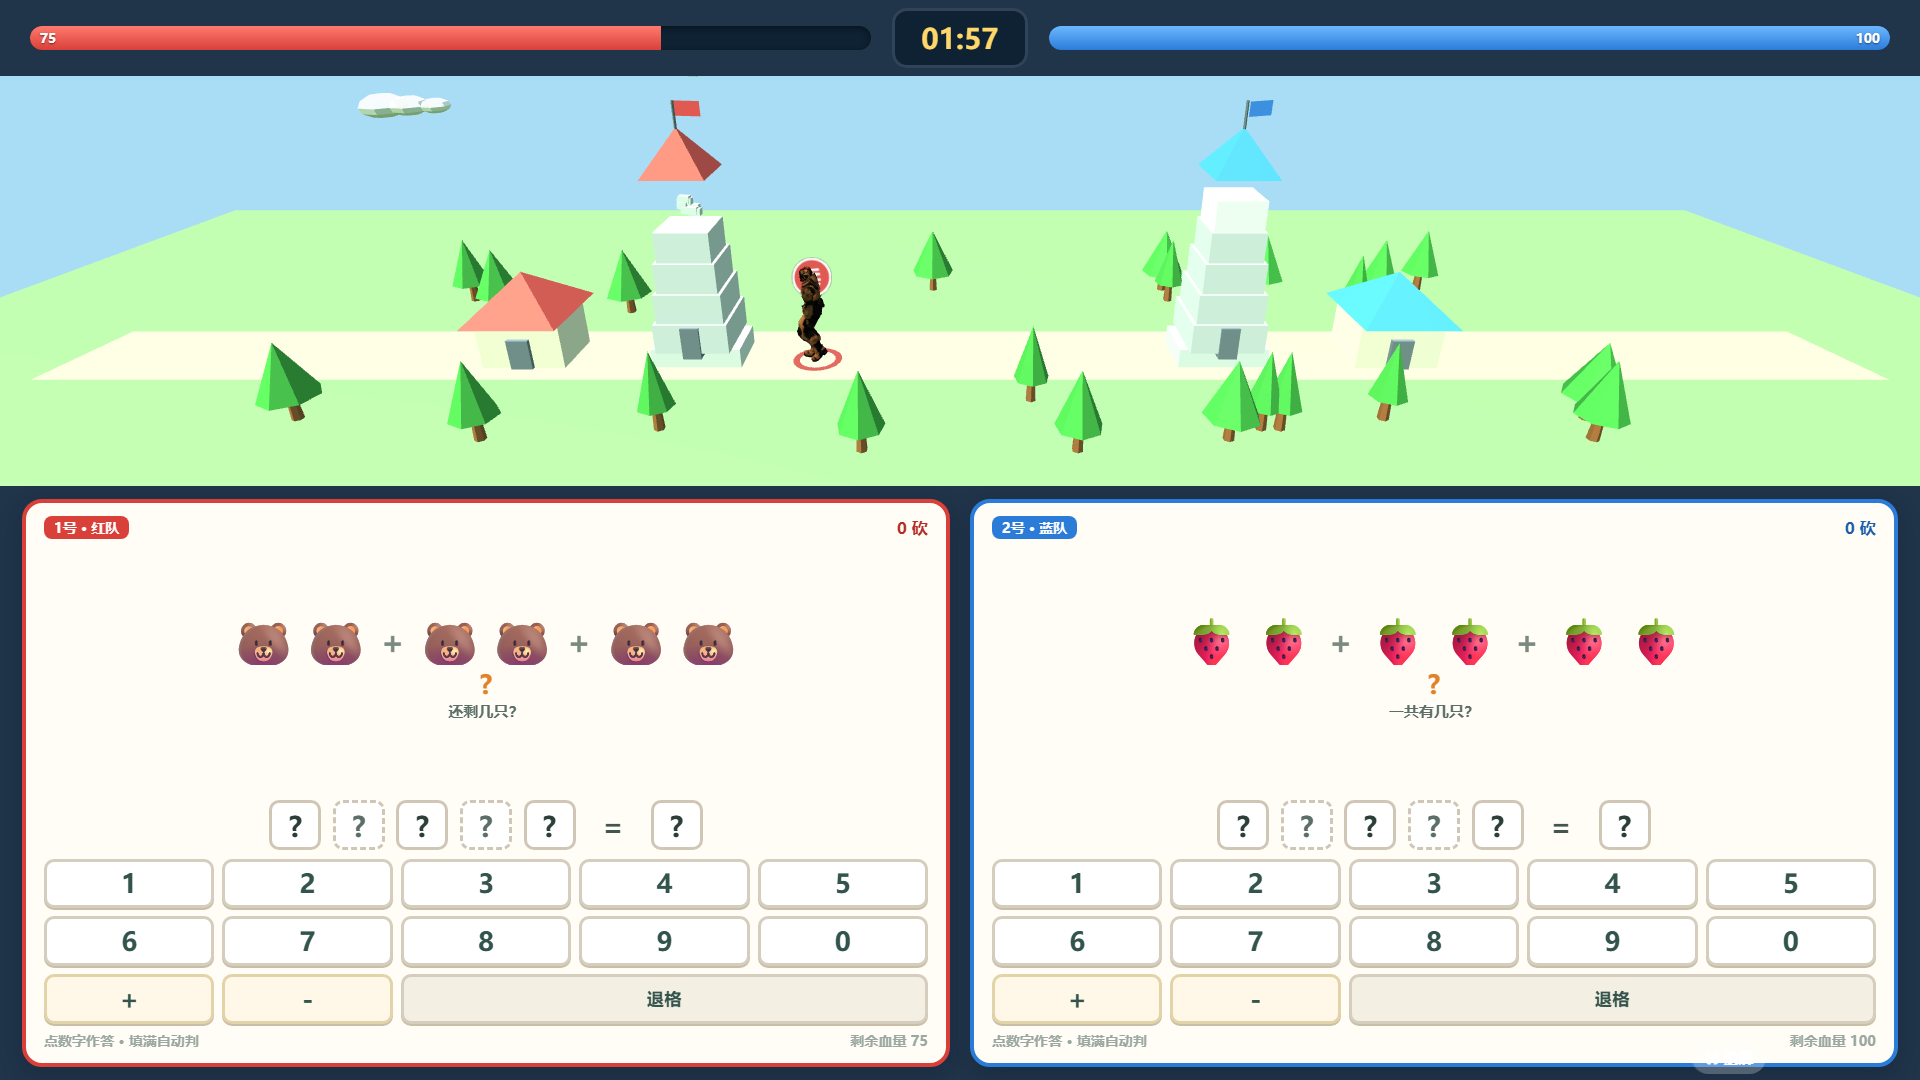 75
01:57
100
1号 • 红队
0 砍
+ +
?
还剩几只?
? ? ? ? ? = ?
1 2 3 4 5
6 7 8 9 0
+ - 退格
点数字作答 • 填满自动判
剩余血量 75
2号 • 蓝队
0 砍
+ +
?
一共有几只?
? ? ? ? ? = ?
1 2 3 4 5
6 7 8 9 0
+ - 退格
点数字作答 • 填满自动判
剩余血量 100